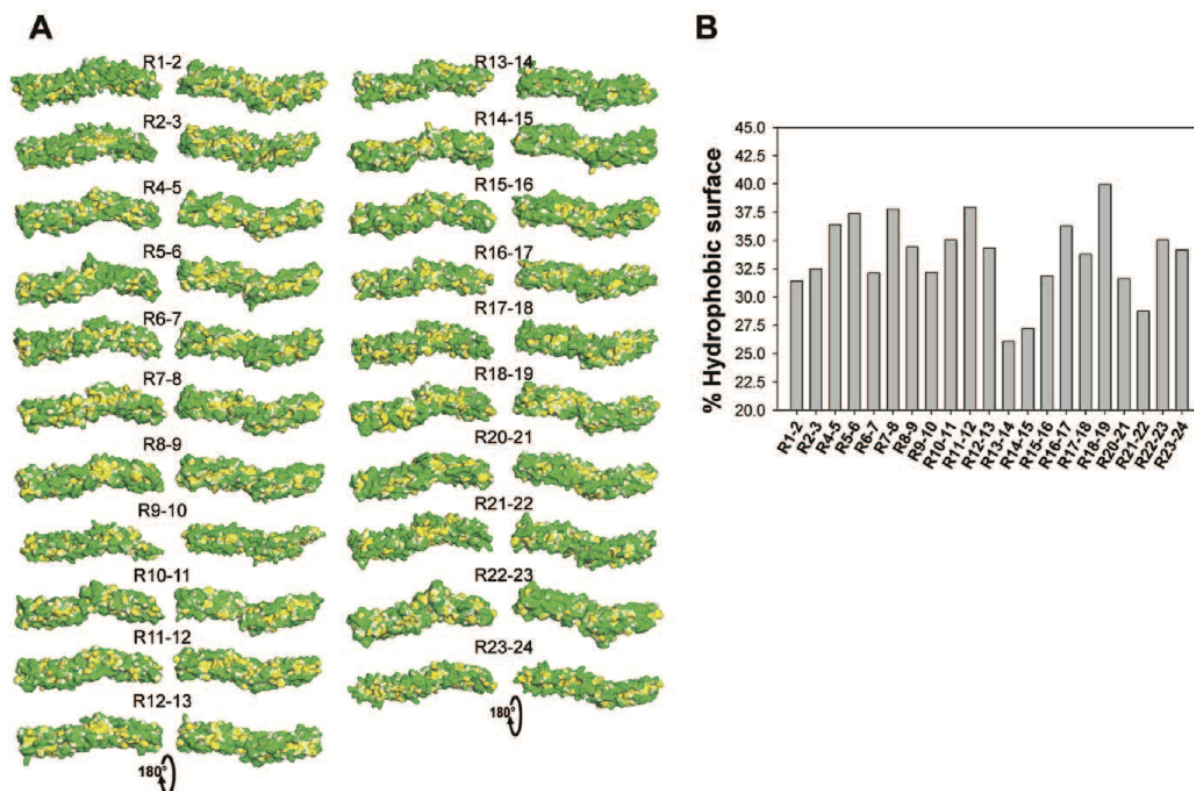 A
R1-2
R2-3
R4-5
R5-6
R6-7
R7-8
R8-9
R9-10
R10-11
R11-12
R12-13
180°
R13-14
R14-15
R15-16
R16-17
R17-18
R18-19
R20-21
R21-22
R22-23
R23-24
180°
B
% Hydrophobic surface
45.0
42.5
40.0
37.5
35.0
32.5
30.0
27.5
25.0
22.5
20.0
R1-2
R2-3
R4-5
R5-6
R6-7
R7-8
R8-9
R9-10
R10-11
R11-12
R12-13
R13-14
R14-15
R15-16
R16-17
R17-18
R18-19
R20-21
R21-22
R22-23
R23-24